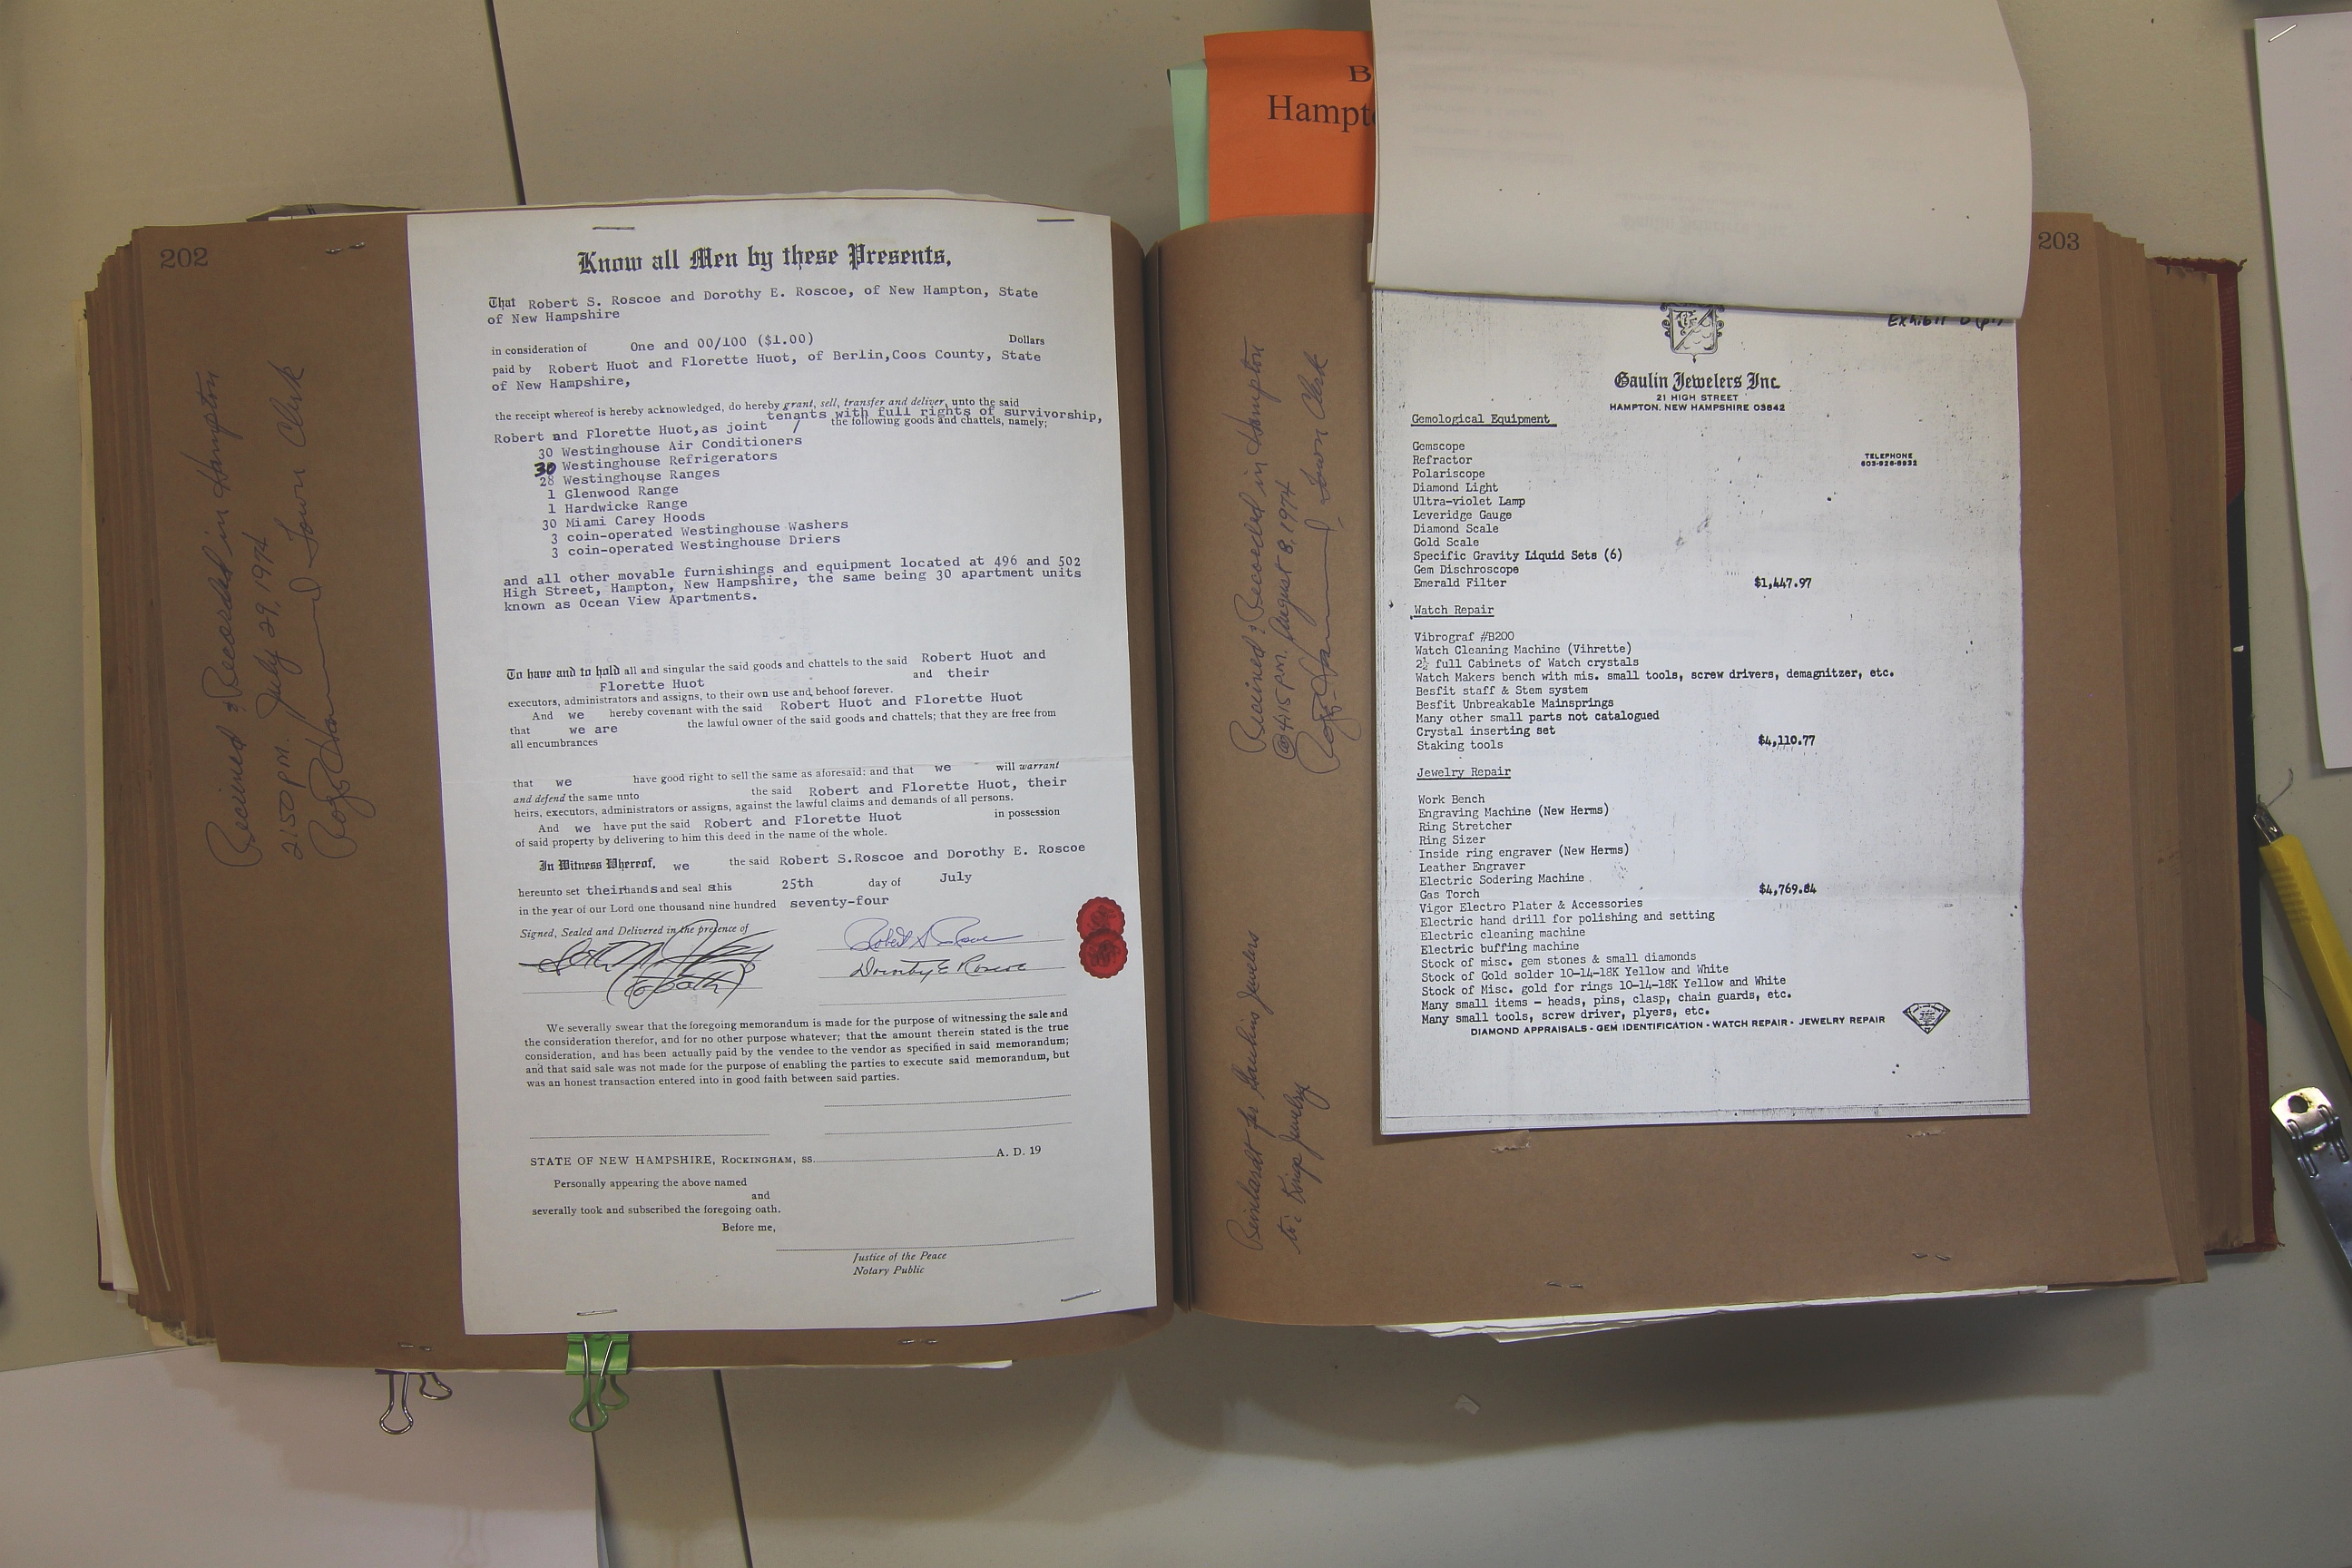 202
Received & Recorded in Hampton
2:50 pm. July 29, 1974
Town Clerk
Know all Men by these Presents,
That Robert S. Roscoe and Dorothy E. Roscoe, of New Hampton, State
of New Hampshire
in consideration of One and 00/100 ($1.00) Dollars
paid by Robert Huot and Florette Huot, of Berlin,Coos County, State
of New Hampshire,
the receipt whereof is hereby acknowledged, do hereby grant, sell, transfer and deliver, unto the said
tenants with full rights of survivorship,
Robert and Florette Huot,as joint / the following goods and chattels, namely;
30 Westinghouse Air Conditioners
30 Westinghouse Refrigerators
28 Westinghouse Ranges
1 Glenwood Range
1 Hardwicke Range
30 Miami Carey Hoods
3 coin-operated Westinghouse Washers
3 coin-operated Westinghouse Driers
and all other movable furnishings and equipment located at 496 and 502
High Street, Hampton, New Hampshire, the same being 30 apartment units
known as Ocean View Apartments.
To have and to hold all and singular the said goods and chattels to the said Robert Huot and
Florette Huot and their
executors, administrators and assigns, to their own use and behoof forever.
And we hereby covenant with the said Robert Huot and Florette Huot
that we are the lawful owner of the said goods and chattels; that they are free from
all encumbrances
that we have good right to sell the same as aforesaid; and that we will warrant
and defend the same unto the said Robert and Florette Huot, their
heirs, executors, administrators or assigns, against the lawful claims and demands of all persons.
And we have put the said Robert and Florette Huot in possession
of said property by delivering to him this deed in the name of the whole.
In Witness Whereof, we the said Robert S.Roscoe and Dorothy E. Roscoe
hereunto set their hands and seal s this 25th day of July
in the year of our Lord one thousand nine hundred seventy-four
Signed, Sealed and Delivered in the presence of
Robert S. Roscoe
Dorothy E Roscoe
(to both)
We severally swear that the foregoing memorandum is made for the purpose of witnessing the sale and
the consideration therefor, and for no other purpose whatever; that the amount therein stated is the true
consideration, and has been actually paid by the vendee to the vendor as specified in said memorandum;
and that said sale was not made for the purpose of enabling the parties to execute said memorandum, but
was an honest transaction entered into in good faith between said parties.
STATE OF NEW HAMPSHIRE, ROCKINGHAM, SS. A. D. 19
Personally appearing the above named
and
severally took and subscribed the foregoing oath.
Before me,
Justice of the Peace
Notary Public
B
Hampt
203
Received & Recorded in Hampton
@ 4:15 pm. August 8, 1974
Town Clerk
Reinhardt for Gaulins Jewelers
to: Kings Jewelry
Exhibit
Gaulin Jewelers Inc.
21 HIGH STREET
HAMPTON, NEW HAMPSHIRE 03842
Gemological Equipment
Gemscope
Refractor
TELEPHONE
603-926-8932
Polariscope
Diamond Light
Ultra-violet Lamp
Leveridge Gauge
Diamond Scale
Gold Scale
Specific Gravity Liquid Sets (6)
Gem Dischroscope
Emerald Filter $1,447.97
Watch Repair
Vibrograf #B200
Watch Cleaning Machine (Vihrette)
2½ full Cabinets of Watch crystals
Watch Makers bench with mis. small tools, screw drivers, demagnitzer, etc.
Besfit staff & Stem system
Besfit Unbreakable Mainsprings
Many other small parts not catalogued
Crystal inserting set
Staking tools $4,110.77
Jewelry Repair
Work Bench
Engraving Machine (New Herms)
Ring Stretcher
Ring Sizer
Inside ring engraver (New Herms)
Leather Engraver
Electric Sodering Machine
Gas Torch $4,769.84
Vigor Electro Plater & Accessories
Electric hand drill for polishing and setting
Electric cleaning machine
Electric buffing machine
Stock of misc. gem stones & small diamonds
Stock of Gold solder 10-14-18K Yellow and White
Stock of Misc. gold for rings 10-14-18K Yellow and White
Many small items - heads, pins, clasp, chain guards, etc.
Many small tools, screw driver, plyers, etc.
DIAMOND APPRAISALS - GEM IDENTIFICATION - WATCH REPAIR - JEWELRY REPAIR